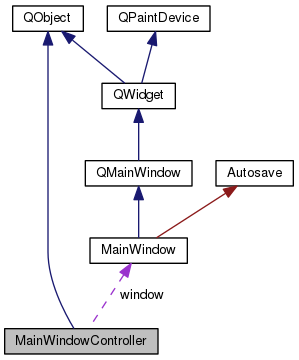 QObject
QPaintDevice
QWidget
QMainWindow
Autosave
MainWindow
window
MainWindowController